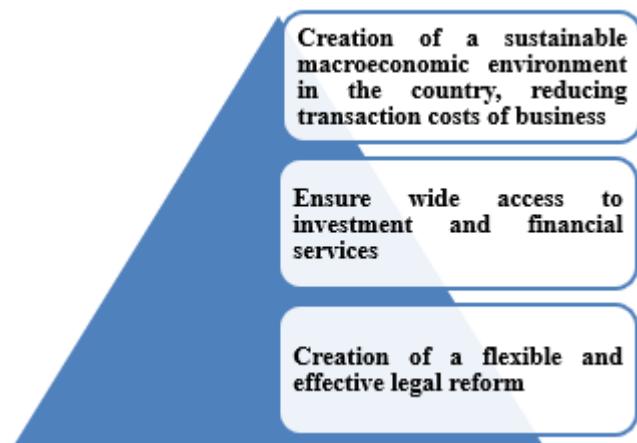 Creation of a sustainable
macroeconomic environment
in the country, reducing
transaction costs of business
Ensure wide access to
investment and financial
services
Creation of a flexible and
effective legal reform